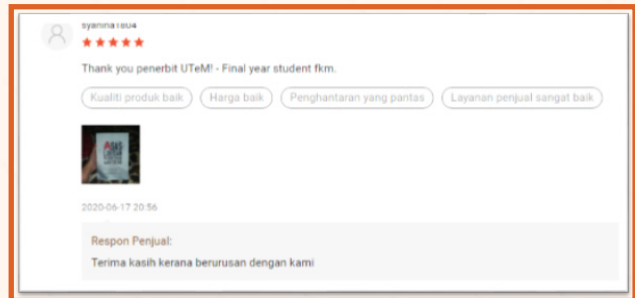 Thank you penerbit UTeM! - Final year student fkm.
Kualiti produk baik Harga baik Penghantaran yang pantas Layanan penjual sangat baik
2020-06-17 20:56
Respon Penjual:
Terima kasih kerana berurusan dengan kami